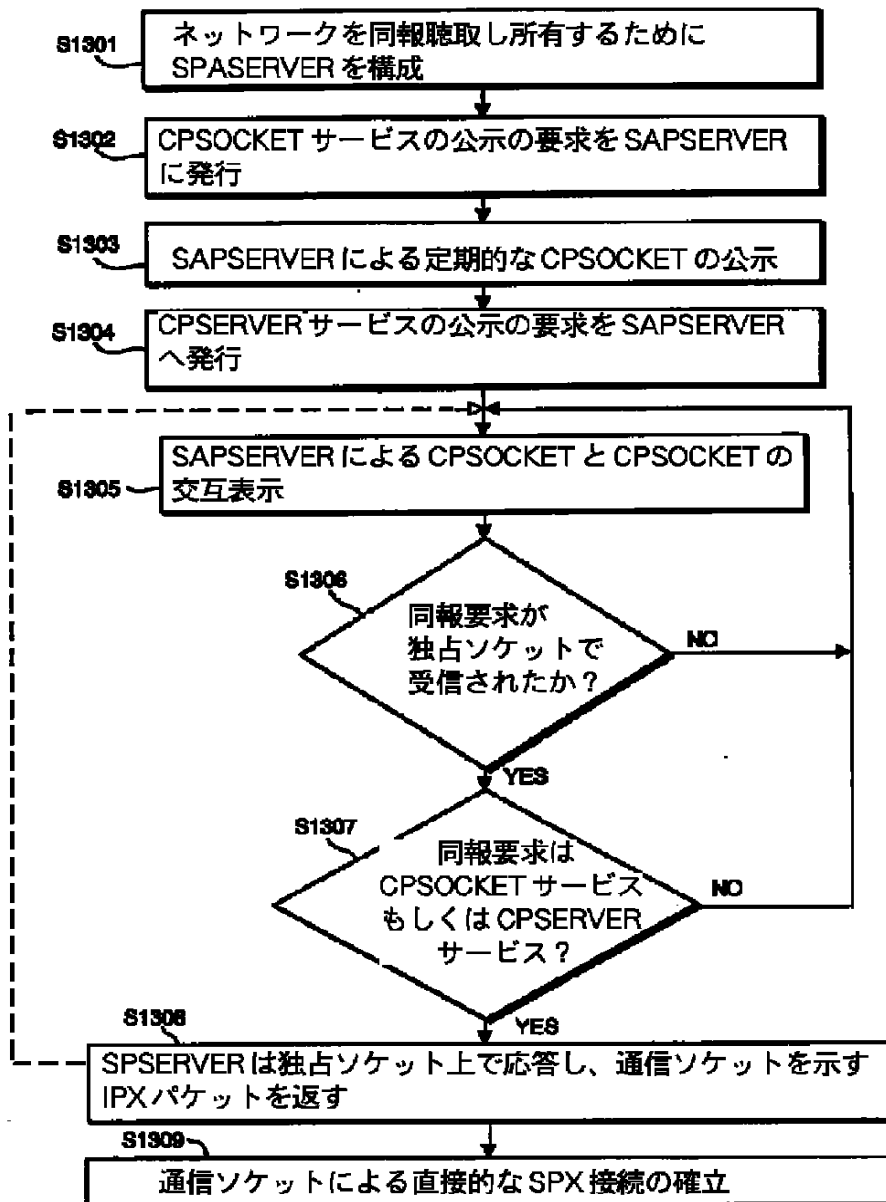 S1301
ネットワークを同報聴取し所有するために
SPASERVERを構成
S1302
CPSOCKET サービスの公示の要求を SAPSERVER
に発行
S1303
SAPSERVER による定期的な CPSOCKET の公示
S1304
CPSERVER サービスの公示の要求を SAPSERVER
へ発行
S1305
SAPSERVER による CPSOCKET と CPSOCKET の
交互表示
S1306
同報要求が
独占ソケットで
受信されたか？
NO
YES
S1307
同報要求は
CPSOCKET サービス
もしくは CPSERVER
サービス？
NO
YES
S1308
SPSERVER は独占ソケット上で応答し、通信ソケットを示す
IPX パケットを返す
S1309
通信ソケットによる直接的な SPX 接続の確立